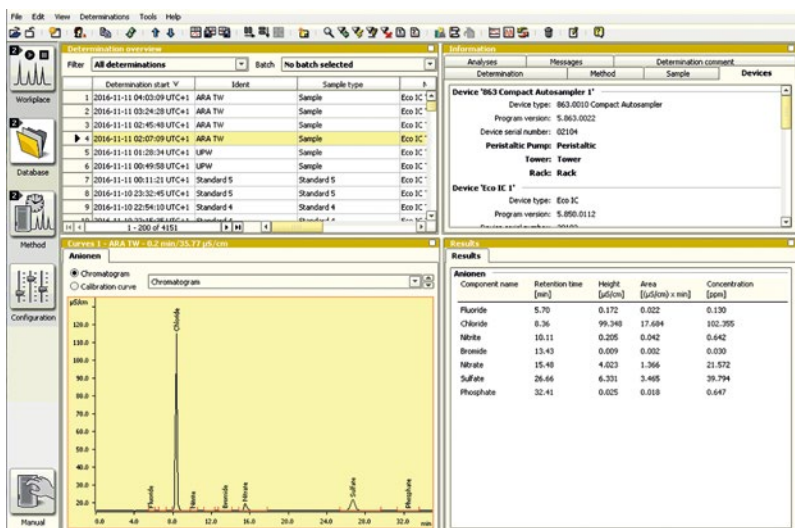 File Edit View Determinations Tools Help
Workplace
Database
Method
Configuration
Manual
Determination overview
Filter All determinations Batch No batch selected
Determination start Ident Sample type
1 2016-11-11 04:03:09 UTC+1 ARA TW Sample Eco IC
2 2016-11-11 03:24:28 UTC+1 ARA TW Sample Eco IC
3 2016-11-11 02:45:48 UTC+1 ARA TW Sample Eco IC
4 2016-11-11 02:07:09 UTC+1 ARA TW Sample Eco IC
5 2016-11-11 01:28:34 UTC+1 UPW Sample Eco IC
6 2016-11-11 00:49:58 UTC+1 UPW Sample Eco IC
7 2016-11-11 00:11:21 UTC+1 Standard 5 Standard 5 Eco IC
8 2016-11-10 23:32:45 UTC+1 Standard 5 Standard 5 Eco IC
9 2016-11-10 22:54:10 UTC+1 Standard 4 Standard 4 Eco IC
1 - 200 of 4151
Information
Analyses Messages Determination comment
Determination Method Sample Devices
Device '863 Compact Autosampler 1'
Device type: 863.0010 Compact Autosampler
Program version: 5.863.0022
Device serial number: 02104
Peristaltic Pump: Peristaltic
Tower: Tower
Rack: Rack
Device 'Eco IC 1'
Device type: Eco IC
Program version: 5.850.0112
Curves 1 - ARA TW - 0.2 min/35.77 µS/cm
Anionen
Chromatogram
Calibration curve
Chromatogram
µS/cm
120.0
110.0
100.0
90.0
80.0
70.0
60.0
50.0
40.0
30.0
20.0
Fluoride
Chloride
Nitrite
Bromide
Nitrate
Sulfate
Phosphate
0.0 4.0 8.0 12.0 16.0 20.0 24.0 28.0 32.0 min
Results
Results
Anionen
Component name Retention time Height Area Concentration
[min] [µS/cm] [(µS/cm) x min] [ppm]
Fluoride 5.70 0.172 0.022 0.130
Chloride 8.36 99.348 17.684 102.355
Nitrite 10.11 0.205 0.042 0.642
Bromide 13.43 0.009 0.002 0.030
Nitrate 15.48 4.023 1.366 21.572
Sulfate 26.66 6.331 3.465 39.794
Phosphate 32.41 0.025 0.018 0.647